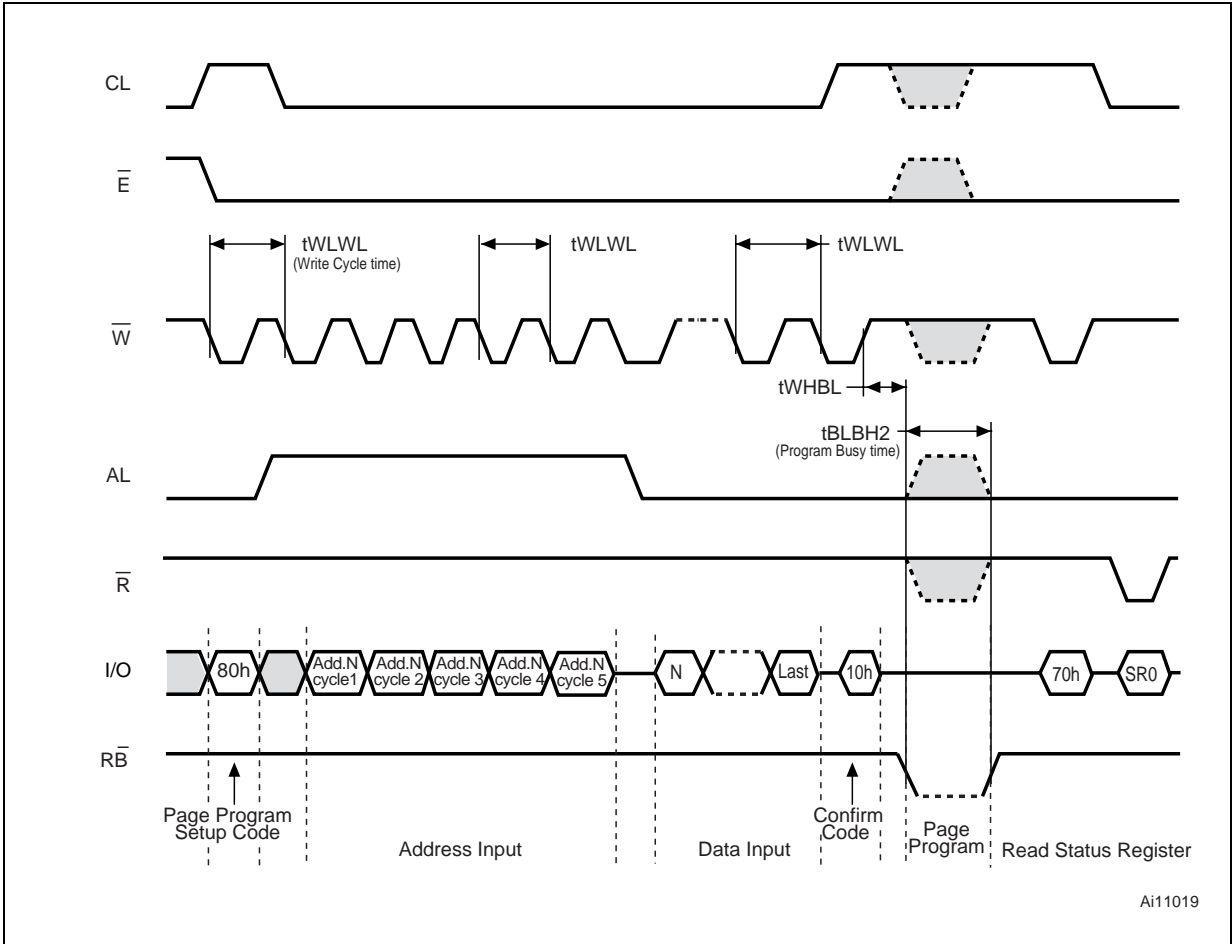 CL
E
tWLWL
(Write Cycle time)
tWLWL
tWLWL
W
tWHBL
tBLBH2
(Program Busy time)
AL
R
I/O
80h
Add.N cycle1
Add.N cycle 2
Add.N cycle 3
Add.N cycle 4
Add.N cycle 5
N
Last
10h
70h
SR0
RB
Page Program
Setup Code
Address Input
Data Input
Confirm
Code
Page
Program
Read Status Register
Ai11019